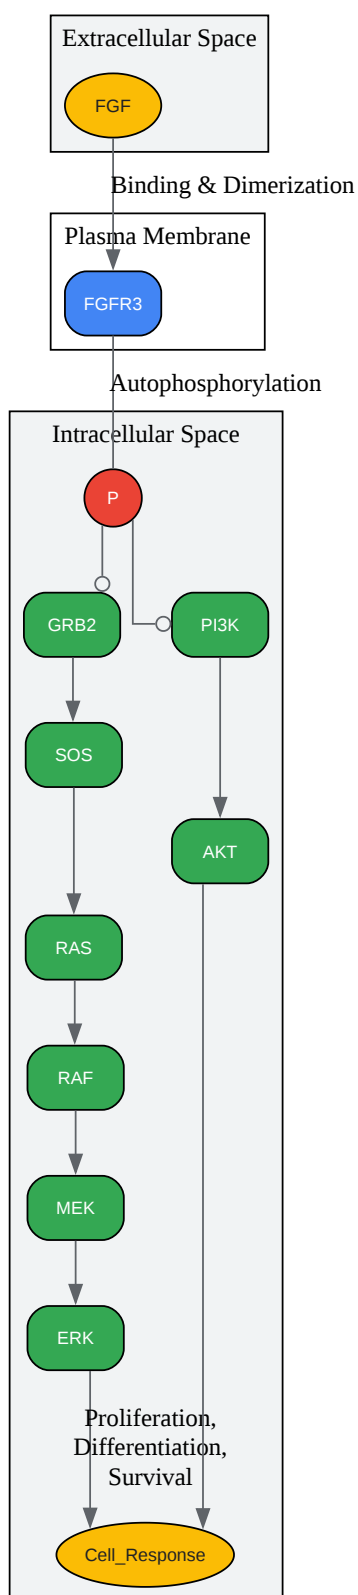 Extracellular Space
FGF
Binding & Dimerization
Plasma Membrane
FGFR3
Autophosphorylation
Intracellular Space
P
GRB2
PI3K
SOS
AKT
RAS
RAF
MEK
ERK
Proliferation,
Differentiation,
Survival
Cell_Response